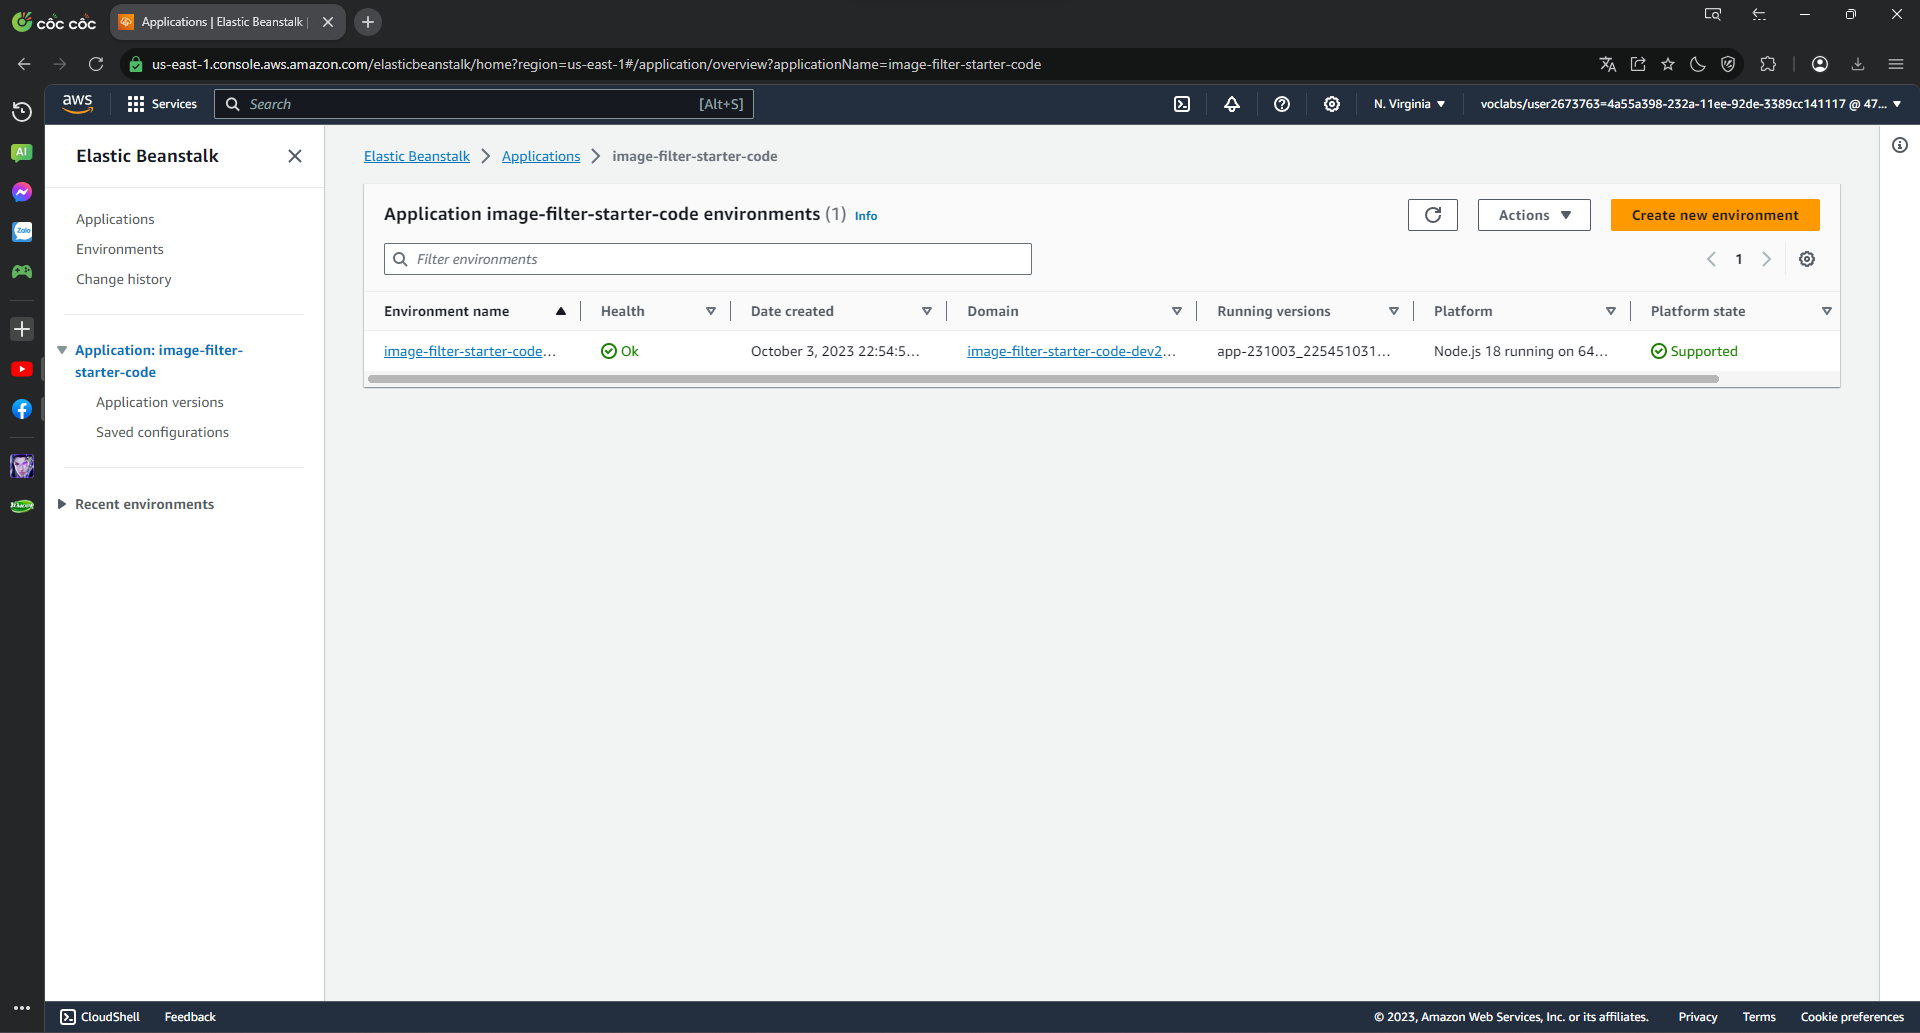 côc côc
Applications | Elastic Beanstalk
us-east-1.console.aws.amazon.com/elasticbeanstalk/home?region=us-east-1#/application/overview?applicationName=image-filter-starter-code
aws
Services
Search
[Alt+S]
N. Virginia
voclabs/user2673763=4a55a398-232a-11ee-92de-3389cc141117 @ 47...
AI
Zalo
Elastic Beanstalk
Applications
Environments
Change history
Application: image-filter-
starter-code
Application versions
Saved configurations
Recent environments
Elastic Beanstalk
Applications
image-filter-starter-code
Application image-filter-starter-code environments (1) Info
Actions
Create new environment
Filter environments
1
Environment name
Health
Date created
Domain
Running versions
Platform
Platform state
image-filter-starter-code...
Ok
October 3, 2023 22:54:5...
image-filter-starter-code-dev2...
app-231003_225451031...
Node.js 18 running on 64...
Supported
CloudShell
Feedback
© 2023, Amazon Web Services, Inc. or its affiliates.
Privacy
Terms
Cookie preferences